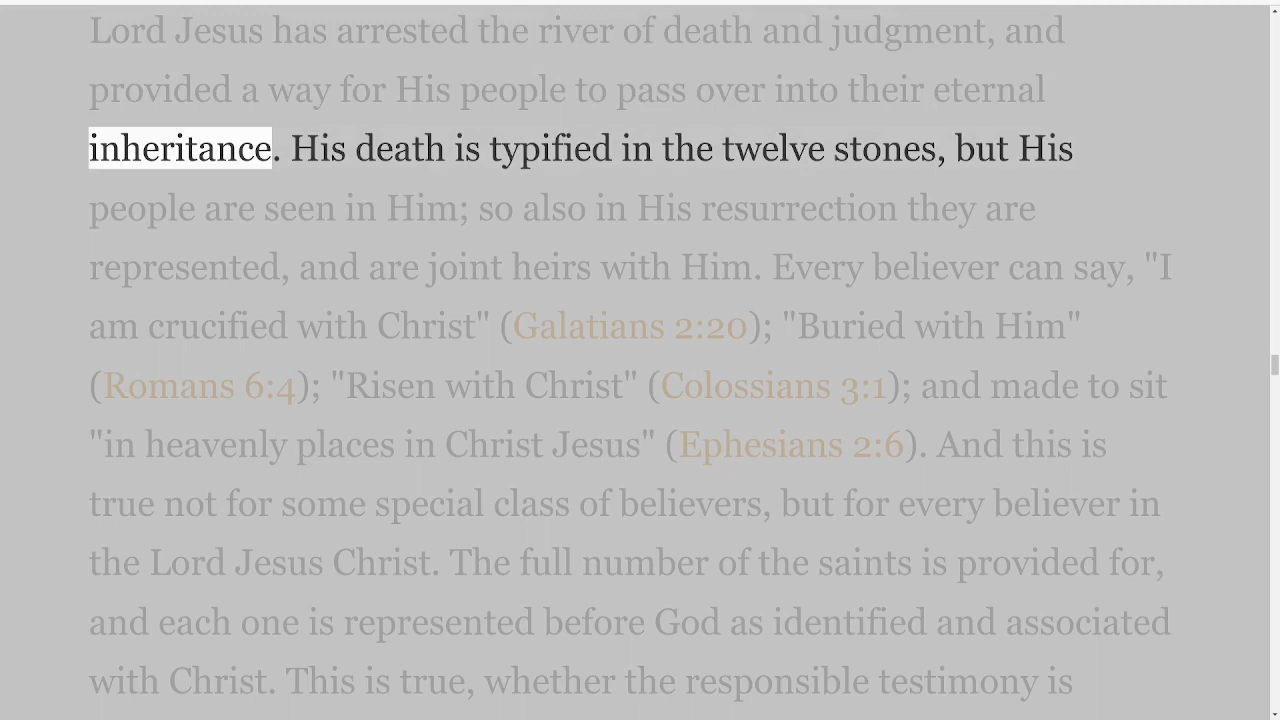 Lord Jesus has arrested the river of death and judgment, and
provided a way for His people to pass over into their eternal
inheritance. His death is typified in the twelve stones, but His
people are seen in Him; so also in His resurrection they are
represented, and are joint heirs with Him. Every believer can say, "I
am crucified with Christ" (Galatians 2:20); "Buried with Him"
(Romans 6:4); "Risen with Christ" (Colossians 3:1); and made to sit
"in heavenly places in Christ Jesus" (Ephesians 2:6). And this is
true not for some special class of believers, but for every believer in
the Lord Jesus Christ. The full number of the saints is provided for,
and each one is represented before God as identified and associated
with Christ. This is true, whether the responsible testimony is